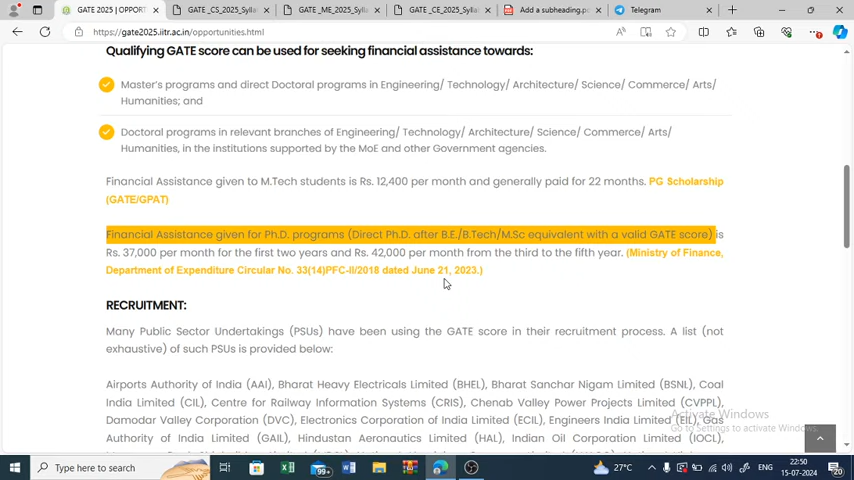 GATE 2025 | OPPORT
GATE _CS_2025_Sylla
GATE _ME_2025_Sylla
GATE _CE_2025_Sylla
Add a subheading.p
Telegram
https://gate2025.iitr.ac.in/opportunities.html
Qualifying GATE score can be used for seeking financial assistance towards:
Master's programs and direct Doctoral programs in Engineering/ Technology/ Architecture/ Science/ Commerce/ Arts/
Humanities; and
Doctoral programs in relevant branches of Engineering/ Technology/ Architecture/ Science/ Commerce/ Arts/
Humanities, in the institutions supported by the MoE and other Government agencies.
Financial Assistance given to M.Tech students is Rs. 12,400 per month and generally paid for 22 months. PG Scholarship
(GATE/GPAT)
Financial Assistance given for Ph.D. programs (Direct Ph.D. after B.E./B.Tech/M.Sc equivalent with a valid GATE score) is
Rs. 37,000 per month for the first two years and Rs. 42,000 per month from the third to the fifth year. (Ministry of Finance,
Department of Expenditure Circular No. 33(14)PFC-II/2018 dated June 21, 2023.)
RECRUITMENT:
Many Public Sector Undertakings (PSUs) have been using the GATE score in their recruitment process. A list (not
exhaustive) of such PSUs is provided below:
Airports Authority of India (AAI), Bharat Heavy Electricals Limited (BHEL), Bharat Sanchar Nigam Limited (BSNL), Coal
India Limited (CIL), Centre for Railway Information Systems (CRIS), Chenab Valley Power Projects Limited (CVPPL),
Damodar Valley Corporation (DVC), Electronics Corporation of India Limited (ECIL), Engineers India Limited (EIL), Gas
Authority of India Limited (GAIL), Hindustan Aeronautics Limited (HAL), Indian Oil Corporation Limited (IOCL),
Activate Windows
Go to Settings to activate Windows.
Type here to search
99+
27°C
ENG
22:50
15-07-2024
20